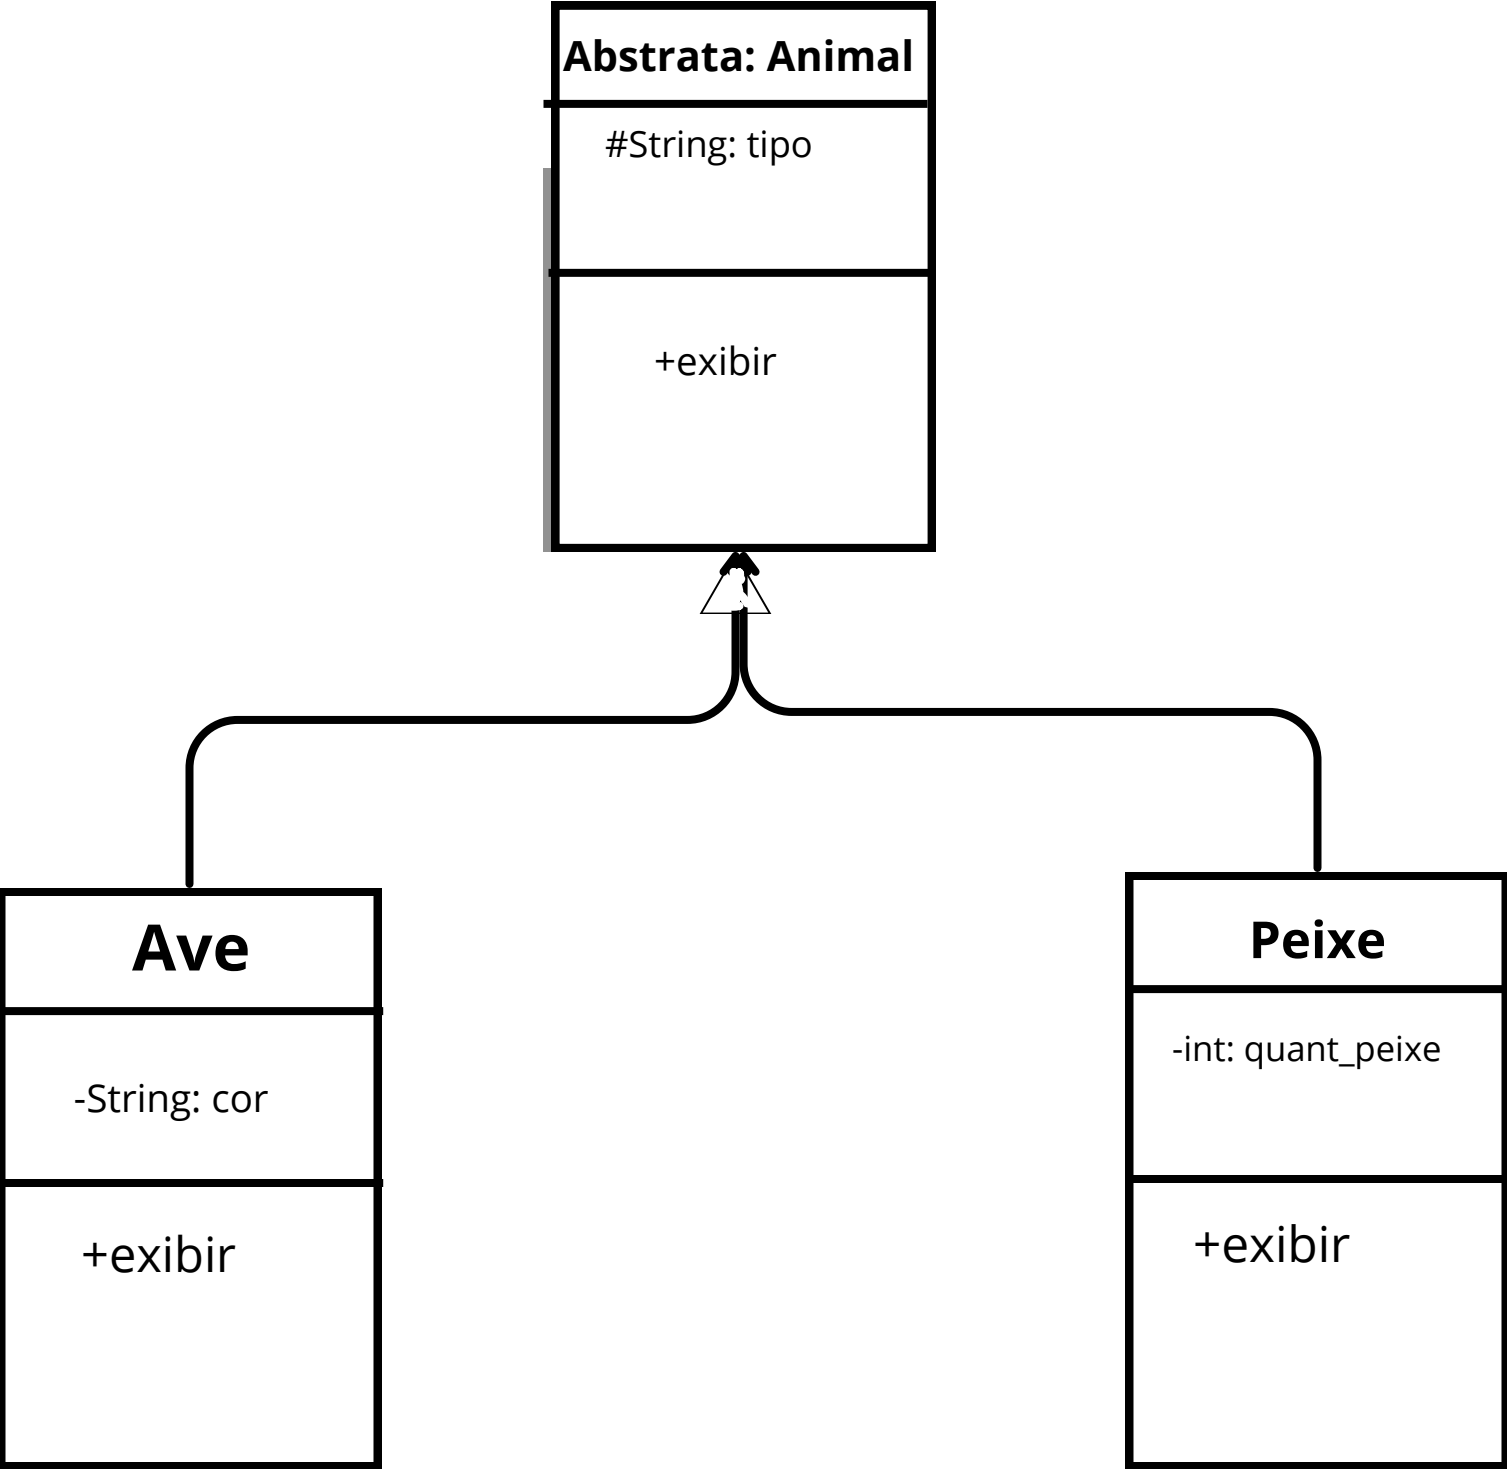 Abstrata: Animal
#String: tipo
+exibir
Ave
-String: cor
+exibir
Peixe
-int: quant_peixe
+exibir